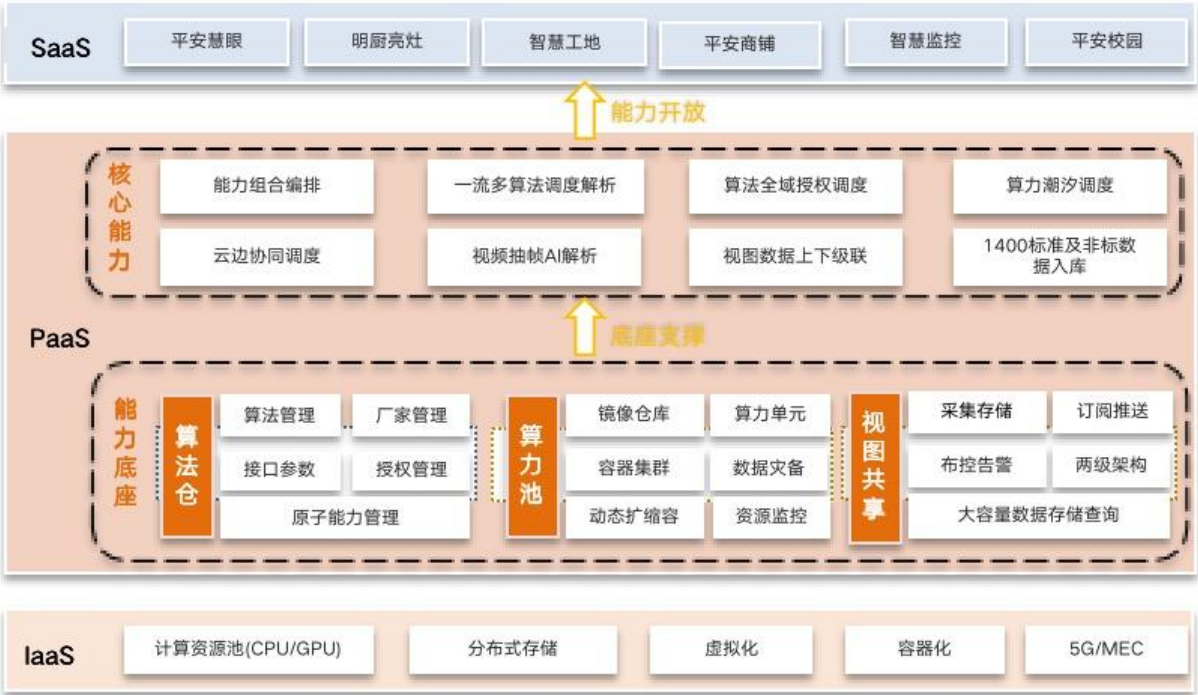 SaaS
平安慧眼
明厨亮灶
智慧工地
平安商铺
智慧监控
平安校园
能力开放
PaaS
核心能力
能力组合编排
一流多算法调度解析
算法全域授权调度
算力潮汐调度
云边协同调度
视频抽帧AI解析
视图数据上下级联
1400标准及非标数
据入库
底座支撑
能力底座
算法仓
算法管理
厂家管理
接口参数
授权管理
原子能力管理
算力池
镜像仓库
算力单元
容器集群
数据灾备
动态扩缩容
资源监控
视图共享
采集存储
订阅推送
布控告警
两级架构
大容量数据存储查询
IaaS
计算资源池(CPU/GPU)
分布式存储
虚拟化
容器化
5G/MEC